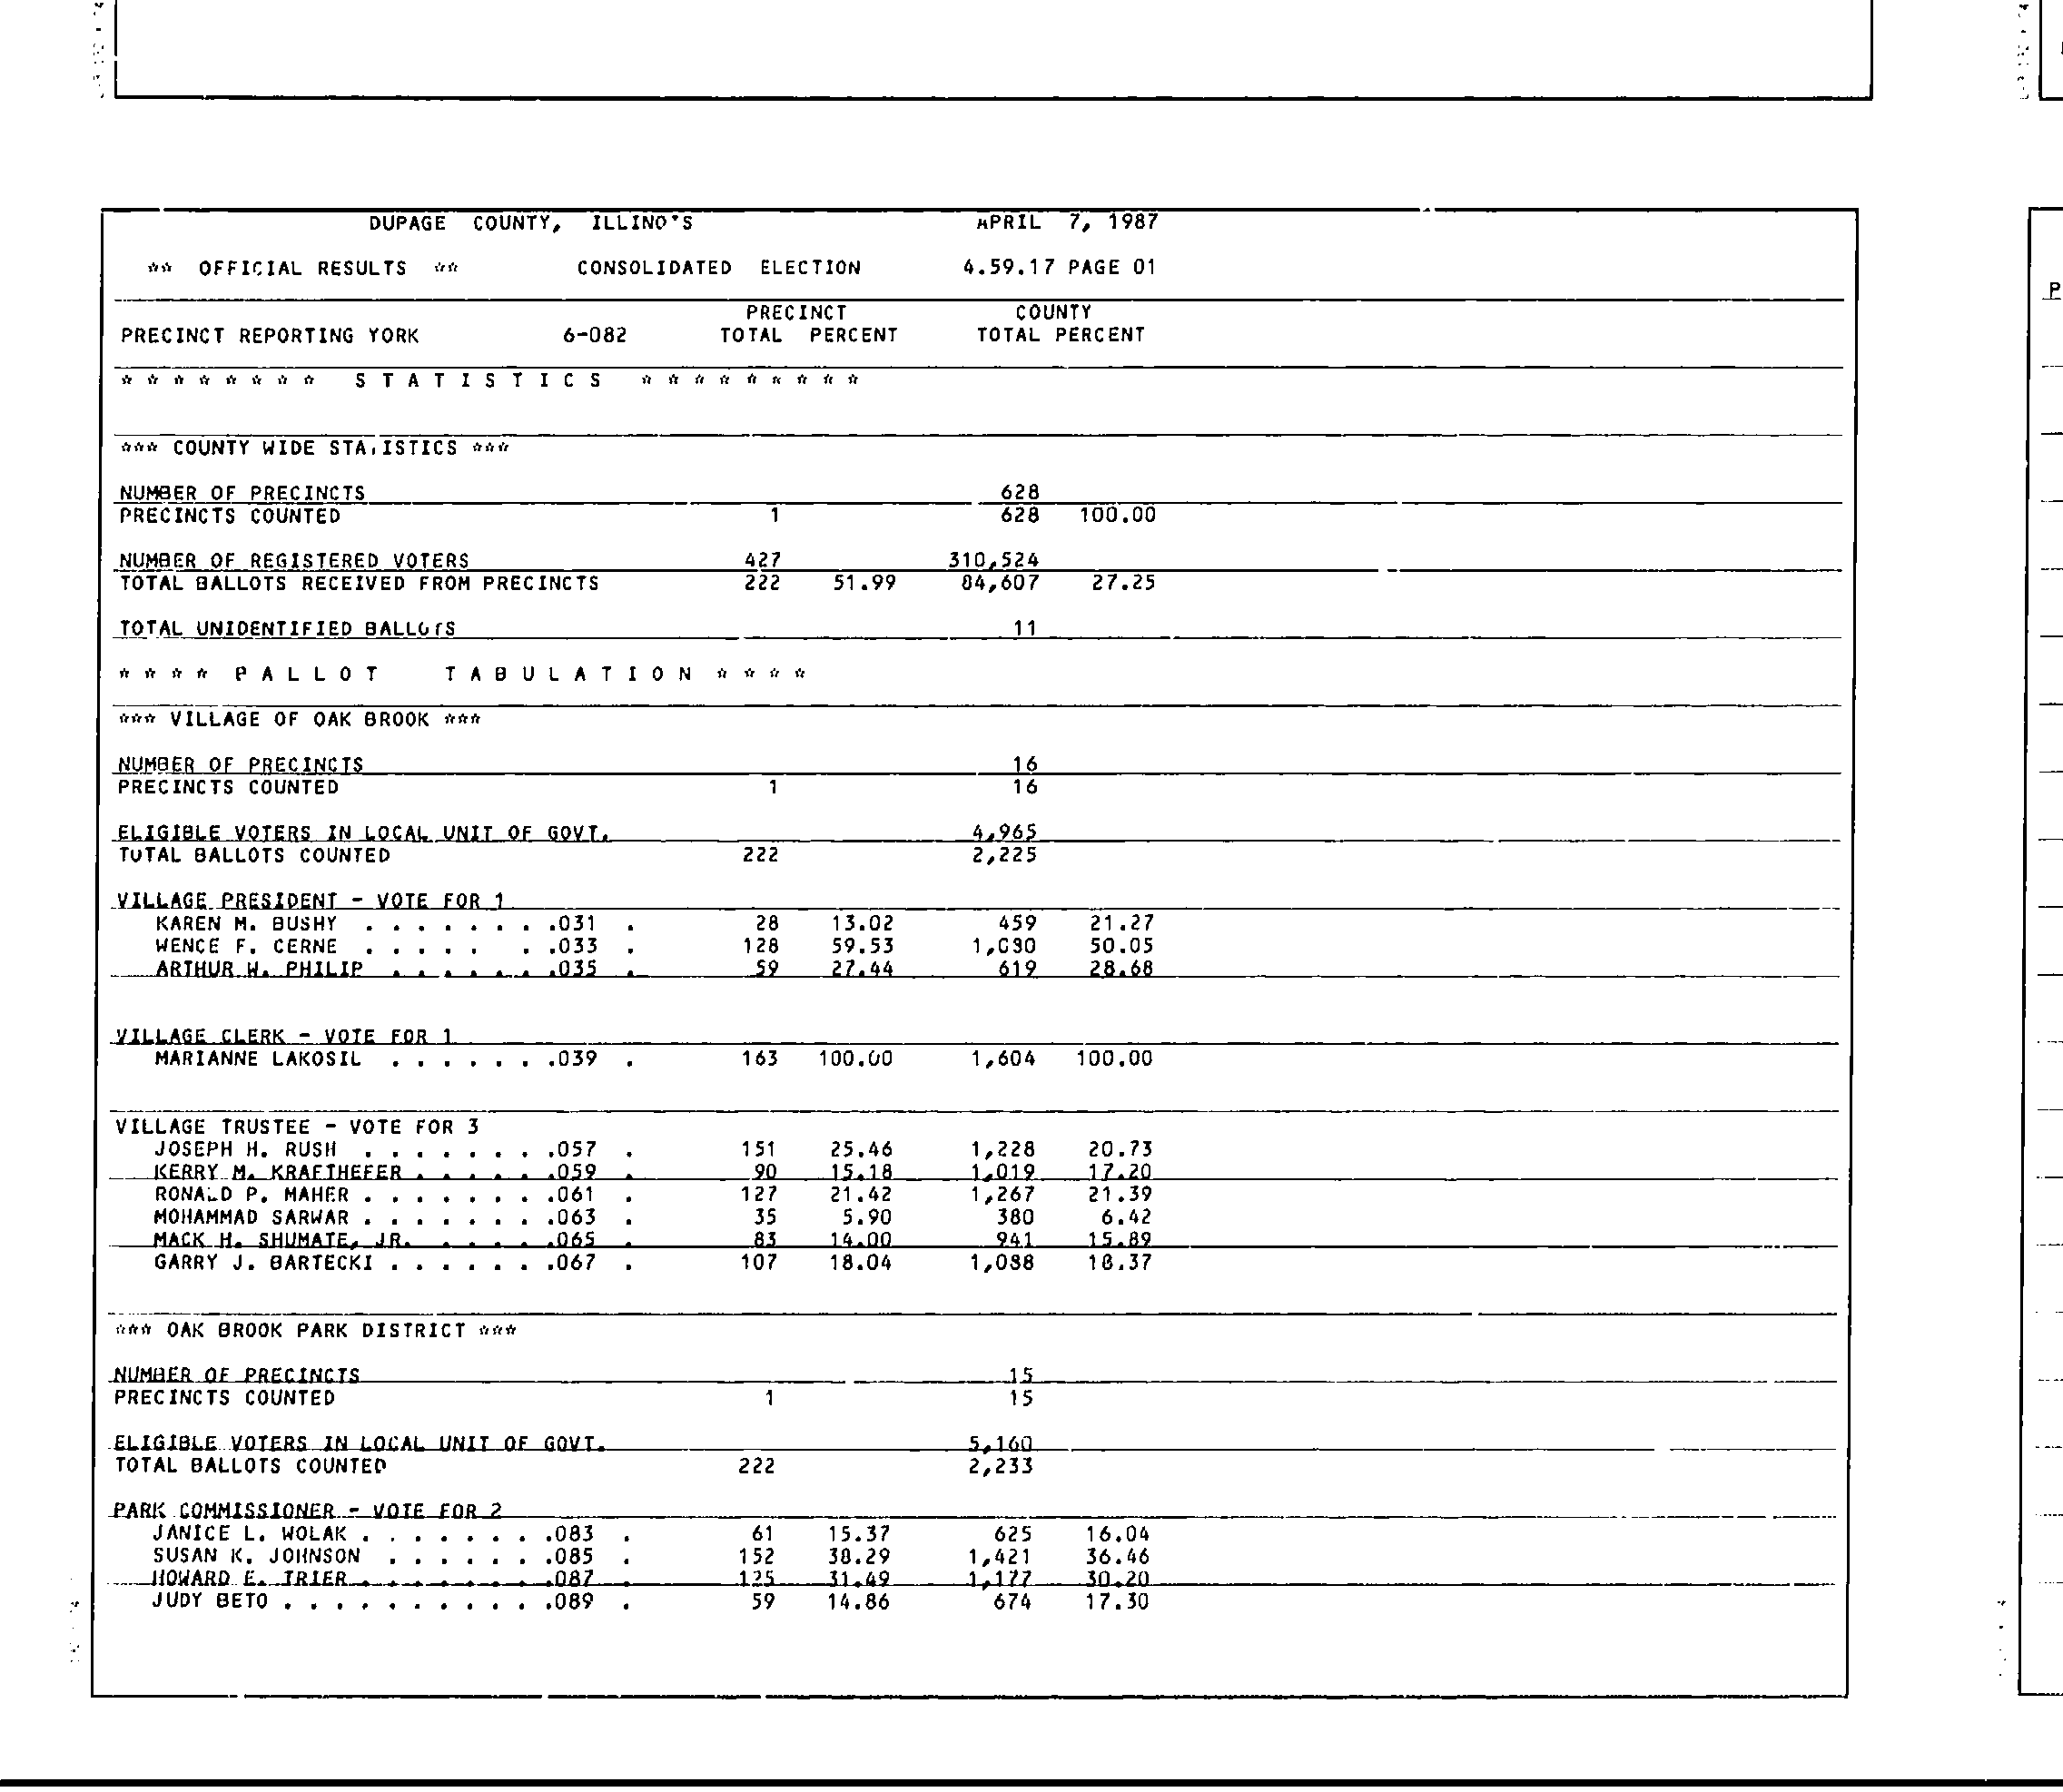 DUPAGE COUNTY, ILLINO'S APRIL 7, 1987
** OFFICIAL RESULTS ** CONSOLIDATED ELECTION 4.59.17 PAGE 01
PRECINCT COUNTY
PRECINCT REPORTING YORK 6-082 TOTAL PERCENT TOTAL PERCENT
* * * * * * * * S T A T I S T I C S * * * * * * * * *
*** COUNTY WIDE STA.ISTICS ***
NUMBER OF PRECINCTS 628
PRECINCTS COUNTED 1 628 100.00
NUMBER OF REGISTERED VOTERS 427 310,524
TOTAL BALLOTS RECEIVED FROM PRECINCTS 222 51.99 84,607 27.25
TOTAL UNIDENTIFIED BALLOTS 11
* * * * P A L L O T T A B U L A T I O N * * * *
*** VILLAGE OF OAK BROOK ***
NUMBER OF PRECINCTS 16
PRECINCTS COUNTED 1 16
ELIGIBLE VOTERS IN LOCAL UNIT OF GOVT. 4,965
TOTAL BALLOTS COUNTED 222 2,225
VILLAGE PRESIDENT - VOTE FOR 1
KAREN M. BUSHY . . . . . . . .031 . 28 13.02 459 21.27
WENCE F. CERNE . . . . . . .033 . 128 59.53 1,080 50.05
ARTHUR W. PHILIP . . . . . . .035 . 59 27.44 619 28.68
VILLAGE CLERK - VOTE FOR 1
MARIANNE LAKOSIL . . . . . . .039 . 163 100.00 1,604 100.00
VILLAGE TRUSTEE - VOTE FOR 3
JOSEPH H. RUSH . . . . . . . .057 . 151 25.46 1,228 20.73
KERRY M. KRAFTHEFER . . . . . .059 . 90 15.18 1,019 17.20
RONALD P. MAHER . . . . . . . .061 . 127 21.42 1,267 21.39
MOHAMMAD SARWAR . . . . . . . .063 . 35 5.90 380 6.42
MACK H. SHUMATE, JR. . . . . .065 . 83 14.00 941 15.89
GARRY J. BARTECKI . . . . . . .067 . 107 18.04 1,088 18.37
*** OAK BROOK PARK DISTRICT ***
NUMBER OF PRECINCTS 15
PRECINCTS COUNTED 1 15
ELIGIBLE VOTERS IN LOCAL UNIT OF GOVT. 5,160
TOTAL BALLOTS COUNTED 222 2,233
PARK COMMISSIONER - VOTE FOR 2
JANICE L. WOLAK . . . . . . . .083 . 61 15.37 625 16.04
SUSAN K. JOHNSON . . . . . . .085 . 152 38.29 1,421 36.46
HOWARD E. TRIER . . . . . . . .087 . 125 31.49 1,177 30.20
JUDY BETO . . . . . . . . . . .089 . 59 14.86 674 17.30
P